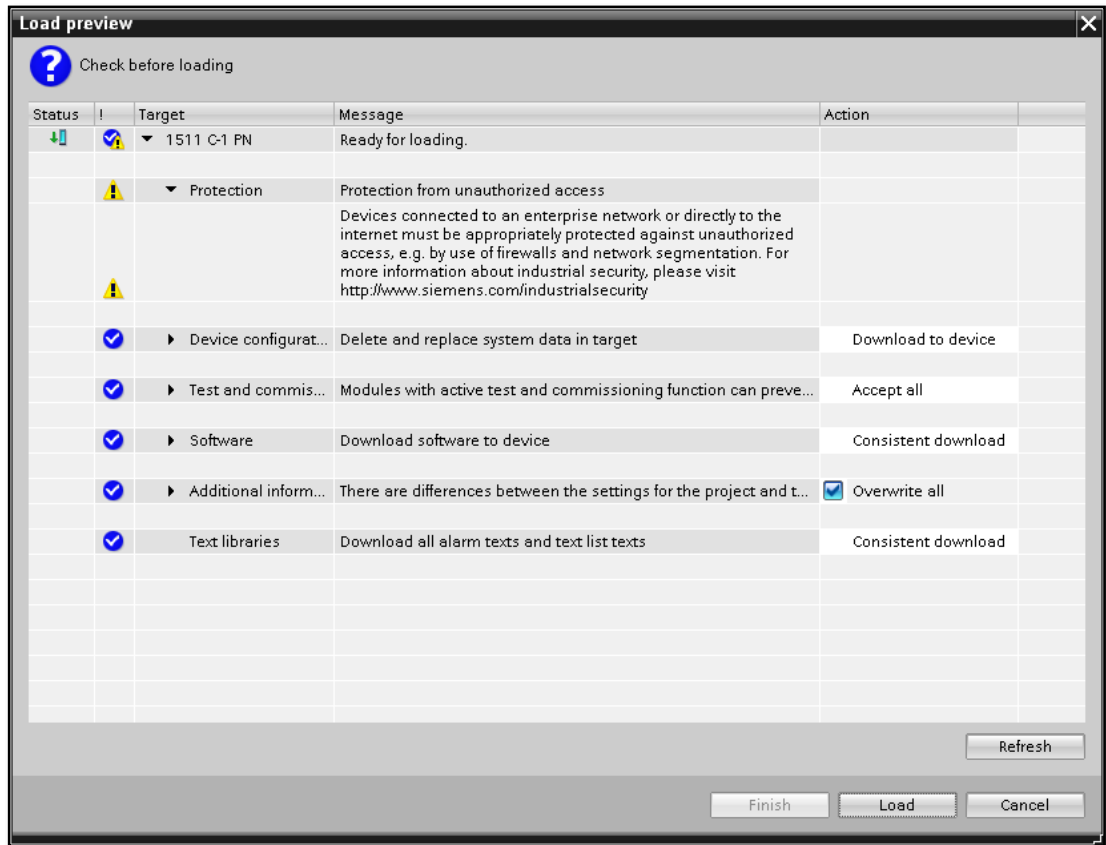 Load preview
Check before loading
Status ! Target Message Action
1511 C-1 PN Ready for loading.
Protection Protection from unauthorized access
Devices connected to an enterprise network or directly to the
internet must be appropriately protected against unauthorized
access, e.g. by use of firewalls and network segmentation. For
more information about industrial security, please visit
http://www.siemens.com/industrialsecurity
Device configurat... Delete and replace system data in target Download to device
Test and commis... Modules with active test and commissioning function can preve... Accept all
Software Download software to device Consistent download
Additional inform... There are differences between the settings for the project and t... Overwrite all
Text libraries Download all alarm texts and text list texts Consistent download
Refresh
Finish Load Cancel